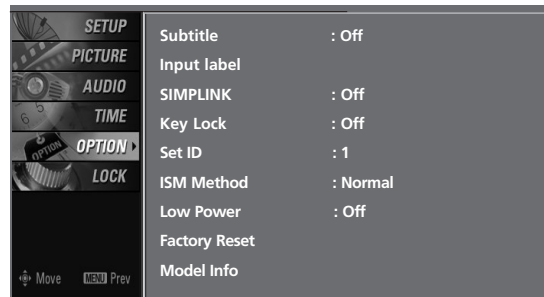 SETUP
PICTURE
AUDIO
TIME
OPTION
LOCK
Move MENU Prev
Subtitle : Off
Input label
SIMPLINK : Off
Key Lock : Off
Set ID : 1
ISM Method : Normal
Low Power : Off
Factory Reset
Model Info